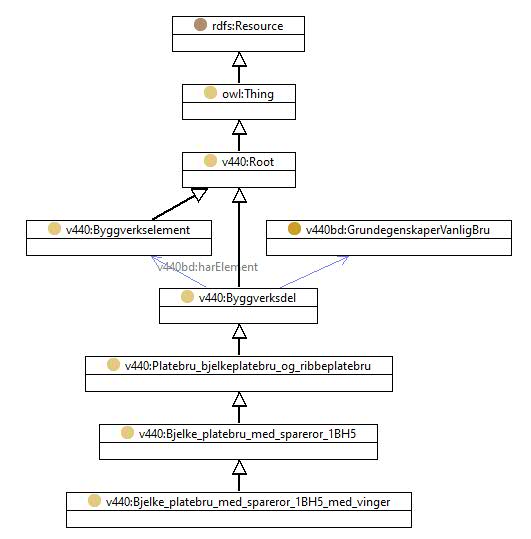 rdfs:Resource
owl:Thing
v440:Root
v440:Byggverkselement
v440bd:GrundegenskaperVanligBru
v440bd:harElement
v440:Byggverksdel
v440:Platebru_bjelkeplatebru_og_ribbeplatebru
v440:Bjelke_platebru_med_spareror_1BH5
v440:Bjelke_platebru_med_spareror_1BH5_med_vinger